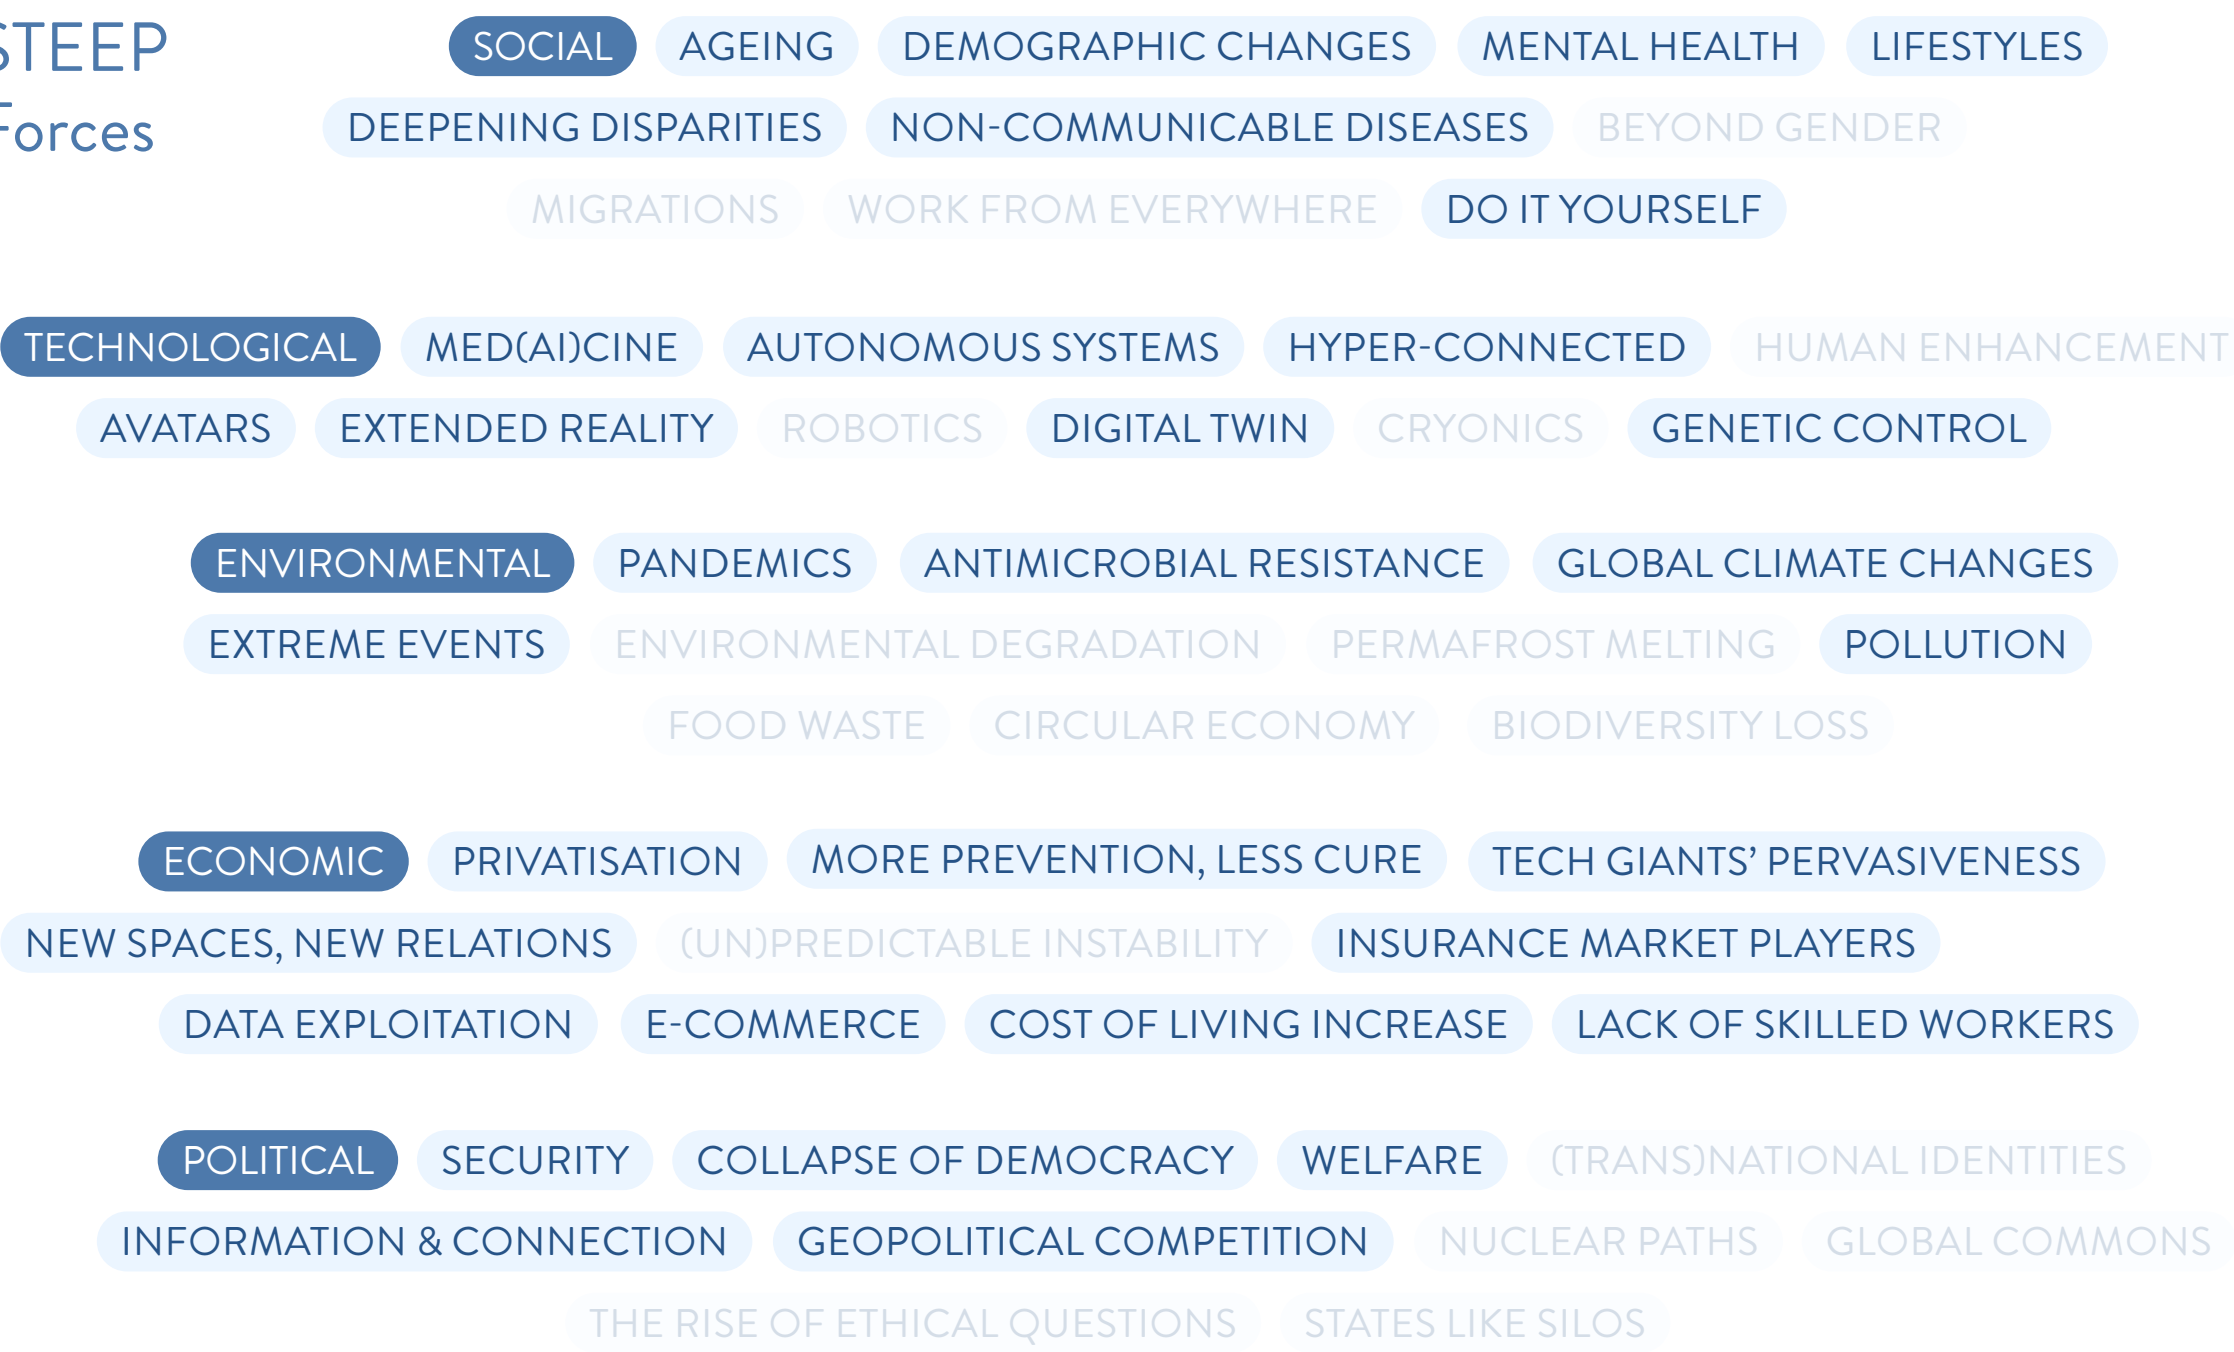 STEEP
Forces
SOCIAL AGEING DEMOGRAPHIC CHANGES MENTAL HEALTH LIFESTYLES
DEEPENING DISPARITIES NON-COMMUNICABLE DISEASES BEYOND GENDER
MIGRATIONS WORK FROM EVERYWHERE DO IT YOURSELF
TECHNOLOGICAL MED(AI)CINE AUTONOMOUS SYSTEMS HYPER-CONNECTED HUMAN ENHANCEMENT
AVATARS EXTENDED REALITY ROBOTICS DIGITAL TWIN CRYONICS GENETIC CONTROL
ENVIRONMENTAL PANDEMICS ANTIMICROBIAL RESISTANCE GLOBAL CLIMATE CHANGES
EXTREME EVENTS ENVIRONMENTAL DEGRADATION PERMAFROST MELTING POLLUTION
FOOD WASTE CIRCULAR ECONOMY BIODIVERSITY LOSS
ECONOMIC PRIVATISATION MORE PREVENTION, LESS CURE TECH GIANTS’ PERVASIVENESS
NEW SPACES, NEW RELATIONS (UN)PREDICTABLE INSTABILITY INSURANCE MARKET PLAYERS
DATA EXPLOITATION E-COMMERCE COST OF LIVING INCREASE LACK OF SKILLED WORKERS
POLITICAL SECURITY COLLAPSE OF DEMOCRACY WELFARE (TRANS)NATIONAL IDENTITIES
INFORMATION & CONNECTION GEOPOLITICAL COMPETITION NUCLEAR PATHS GLOBAL COMMONS
THE RISE OF ETHICAL QUESTIONS STATES LIKE SILOS